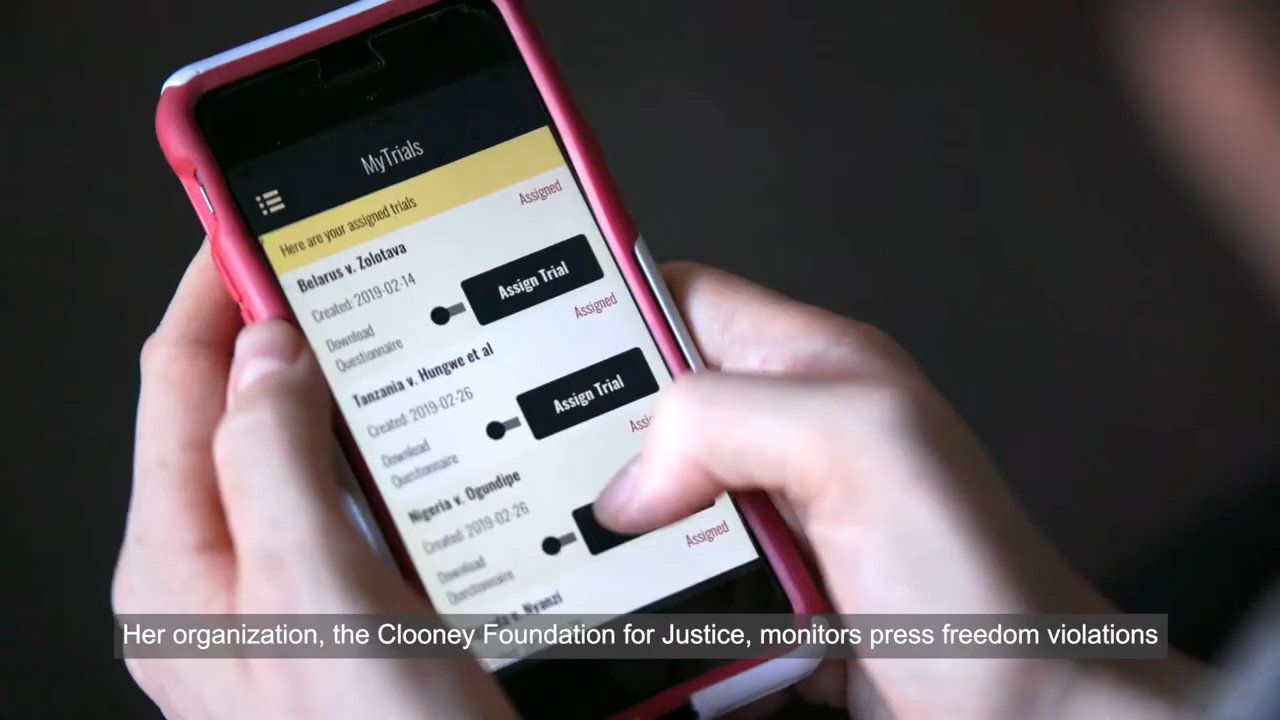 MyTrials
Here are your assigned trials
Assigned
Belarus v. Zolotava
Created: 2019-02-14
Assign Trial
Download
Questionnaire
Assigned
Tanzania v. Hungwe et al
Created: 2019-02-26
Assign Trial
Download
Questionnaire
Nigeria v. Ogundipe
Created: 2019-02-26
Download
Questionnaire
Assigned
v. Nyanzi
Her organization, the Clooney Foundation for Justice, monitors press freedom violations